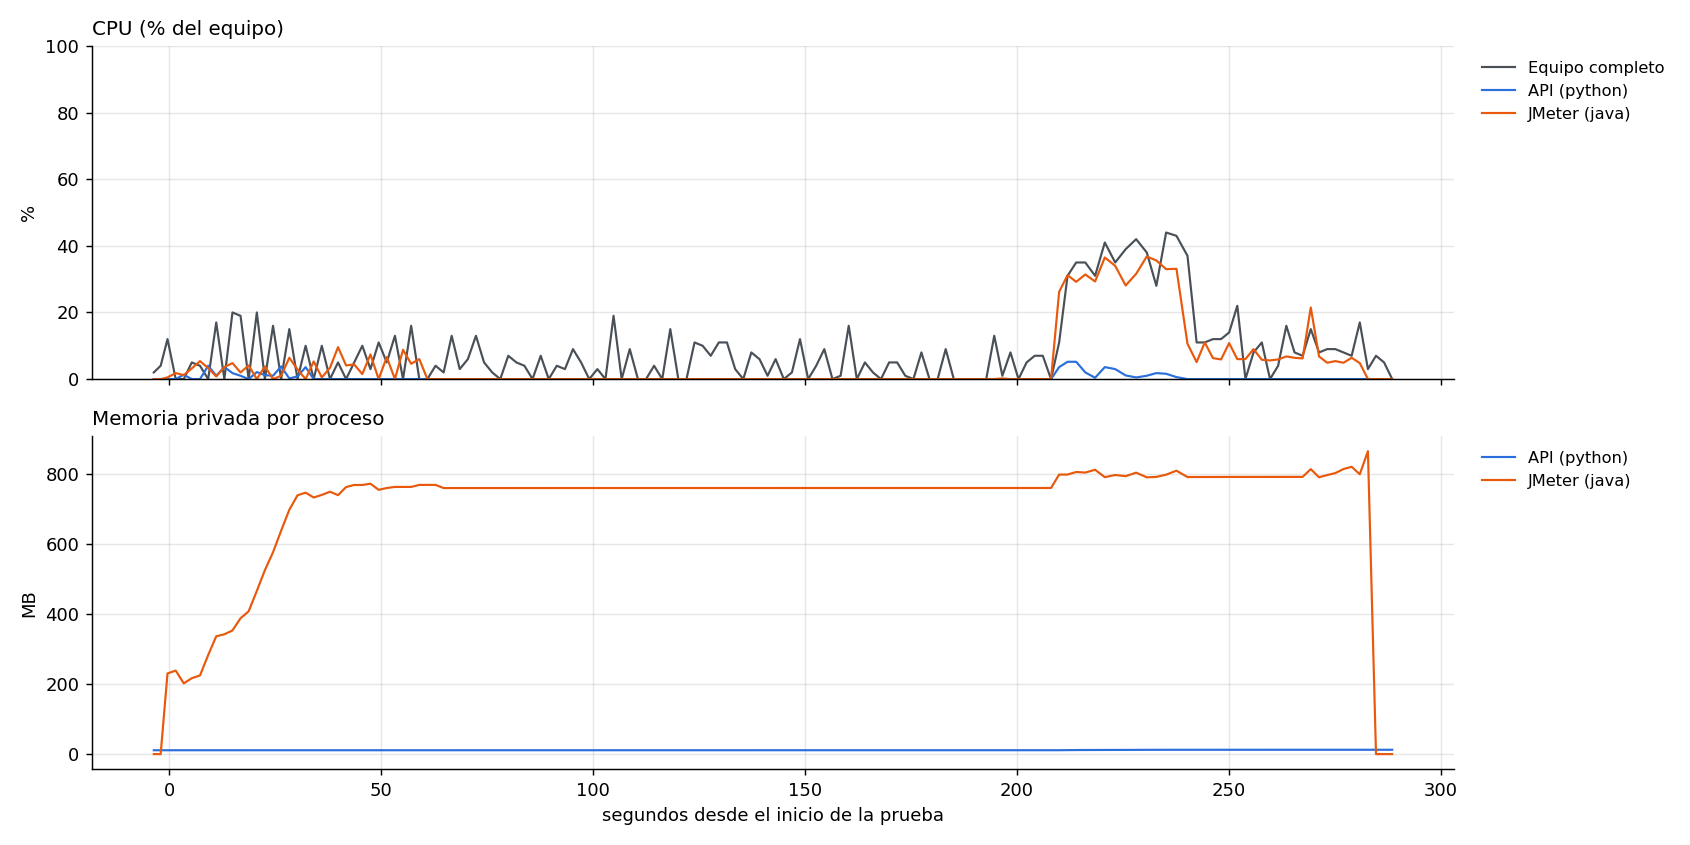 CPU (% del equipo)
100
80
60
40
20
0
%
Equipo completo
API (python)
JMeter (java)
Memoria privada por proceso
800
600
400
200
0
MB
API (python)
JMeter (java)
0 50 100 150 200 250 300
segundos desde el inicio de la prueba